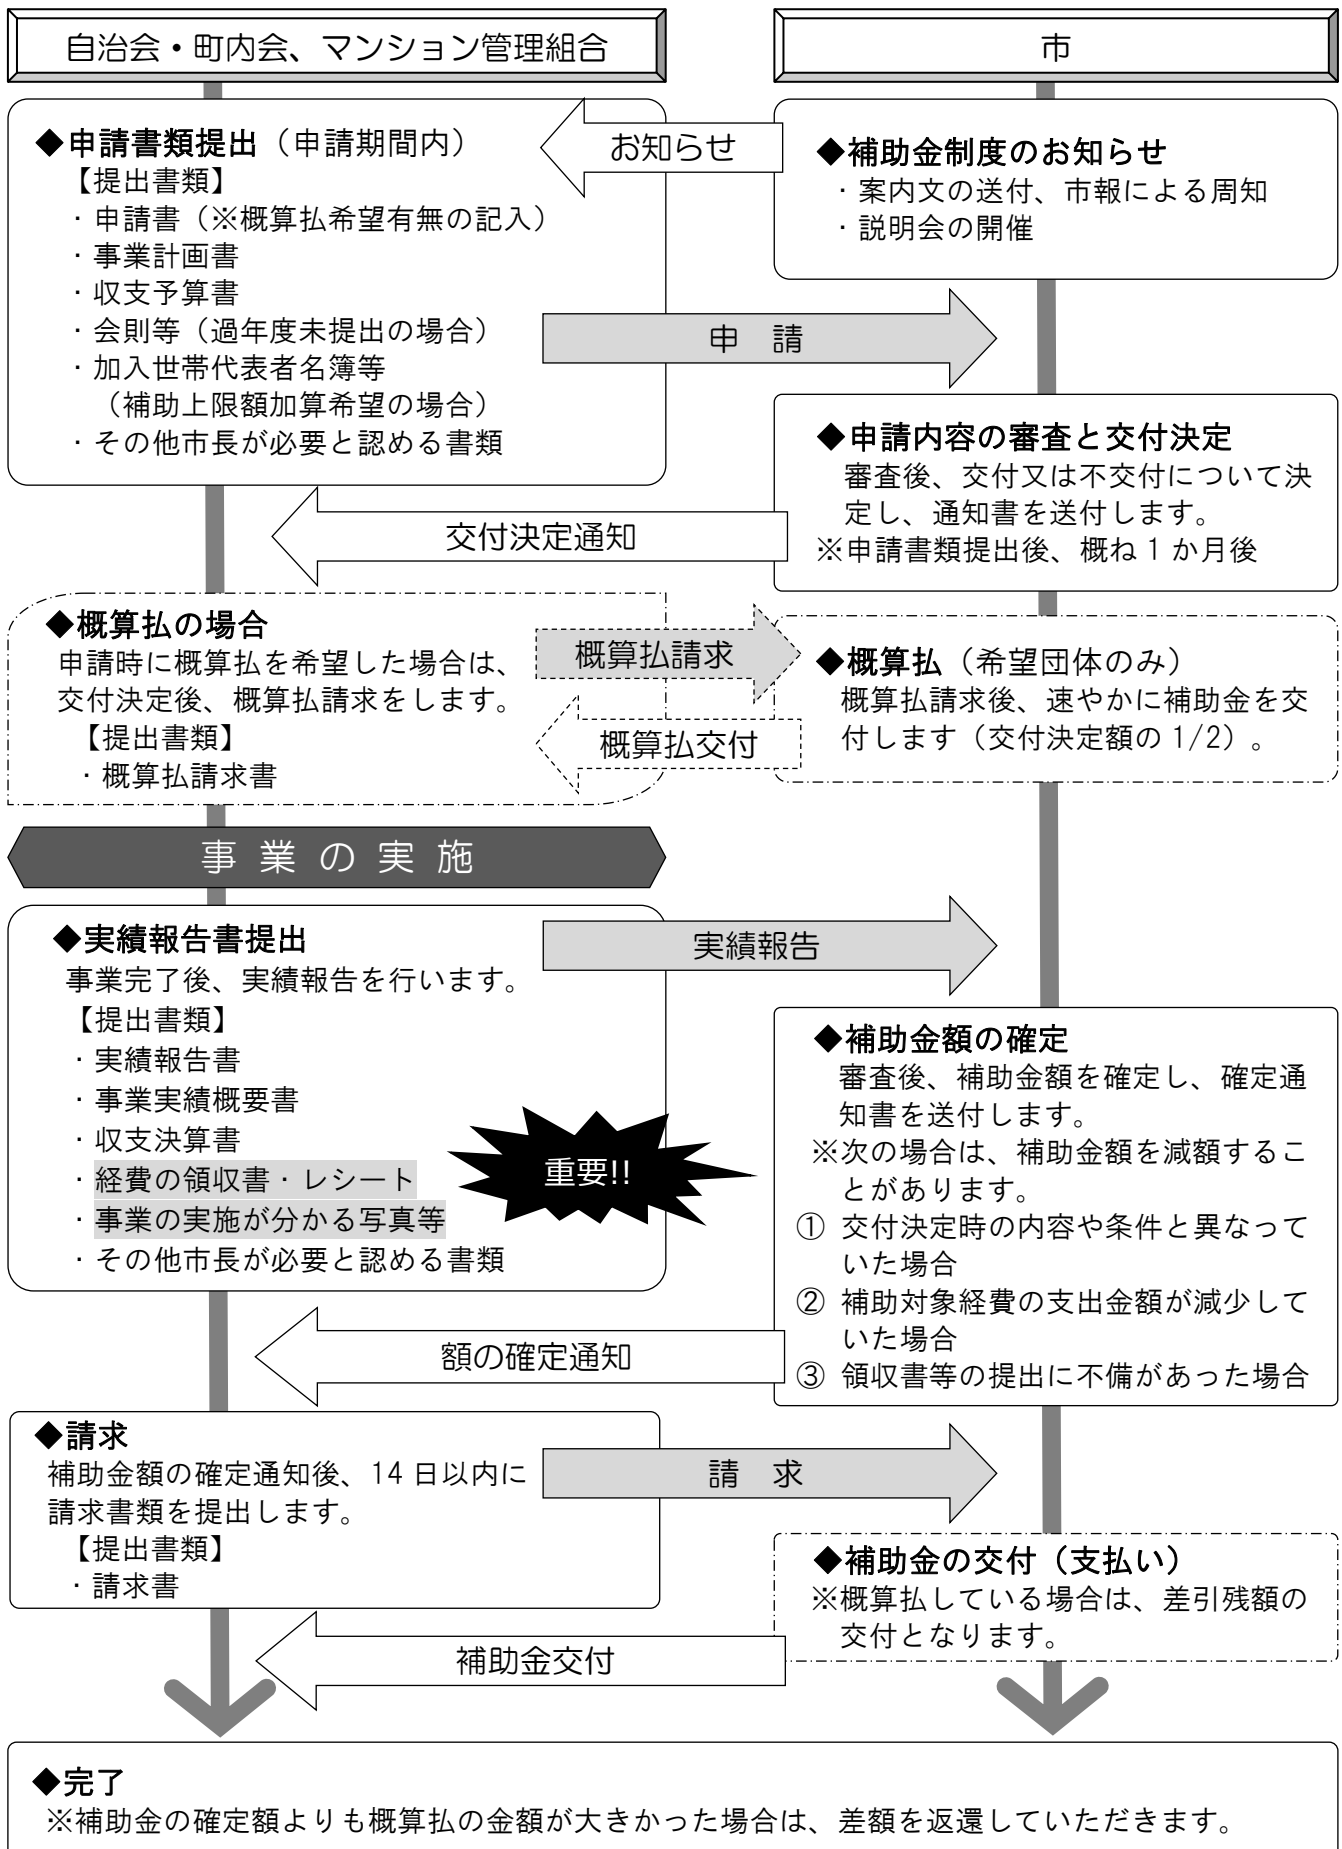 自治会・町内会、マンション管理組合
市
◆申請書類提出（申請期間内）
【提出書類】
・申請書（※概算払希望有無の記入）
・事業計画書
・収支予算書
・会則等（過年度未提出の場合）
・加入世帯代表者名簿等
（補助上限額加算希望の場合）
・その他市長が必要と認める書類
お知らせ
◆補助金制度のお知らせ
・案内文の送付、市報による周知
・説明会の開催
申　請
◆申請内容の審査と交付決定
審査後、交付又は不交付について決
定し、通知書を送付します。
※申請書類提出後、概ね１か月後
交付決定通知
◆概算払の場合
申請時に概算払を希望した場合は、
交付決定後、概算払請求をします。
【提出書類】
・概算払請求書
概算払請求
◆概算払（希望団体のみ）
概算払請求後、速やかに補助金を交
付します（交付決定額の 1/2）。
概算払交付
事 業 の 実 施
◆実績報告書提出
事業完了後、実績報告を行います。
【提出書類】
・実績報告書
・事業実績概要書
・収支決算書
・経費の領収書・レシート
・事業の実施が分かる写真等
・その他市長が必要と認める書類
重要!!
実績報告
◆補助金額の確定
審査後、補助金額を確定し、確定通
知書を送付します。
※次の場合は、補助金額を減額するこ
とがあります。
① 交付決定時の内容や条件と異なって
いた場合
② 補助対象経費の支出金額が減少して
いた場合
③ 領収書等の提出に不備があった場合
額の確定通知
◆請求
補助金額の確定通知後、14 日以内に
請求書類を提出します。
【提出書類】
・請求書
請　求
◆補助金の交付（支払い）
※概算払している場合は、差引残額の
交付となります。
補助金交付
◆完了
※補助金の確定額よりも概算払の金額が大きかった場合は、差額を返還していただきます。